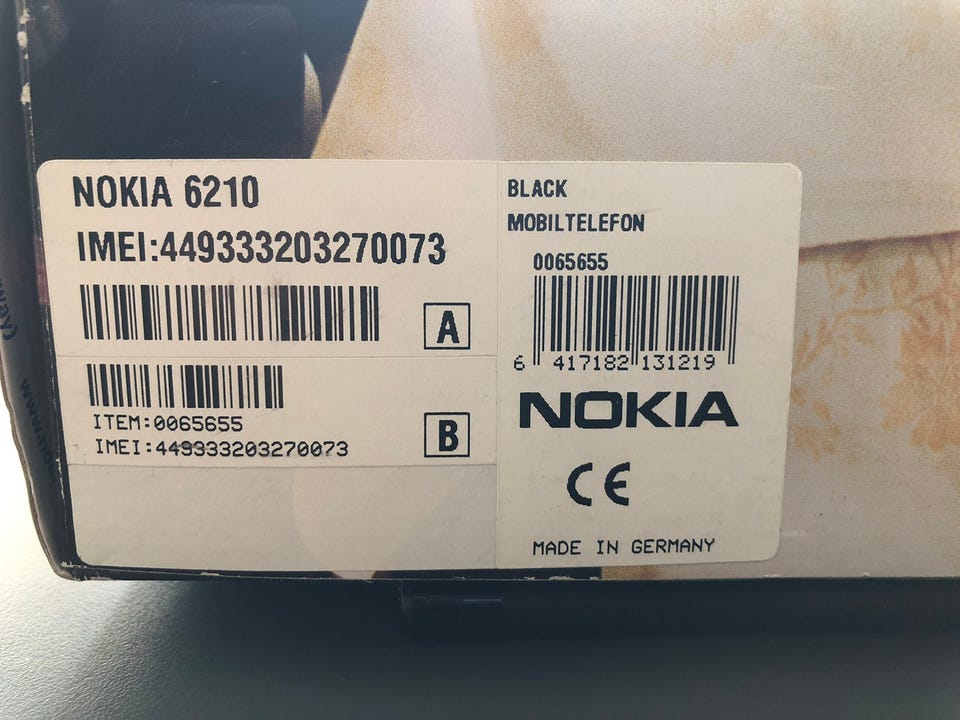 NOKIA 6210
IMEI:449333203270073
A
ITEM:0065655
IMEI:449333203270073
B
BLACK
MOBILTELEFON
0065655
6 417182 131219
NOKIA
CE
MADE IN GERMANY
way)